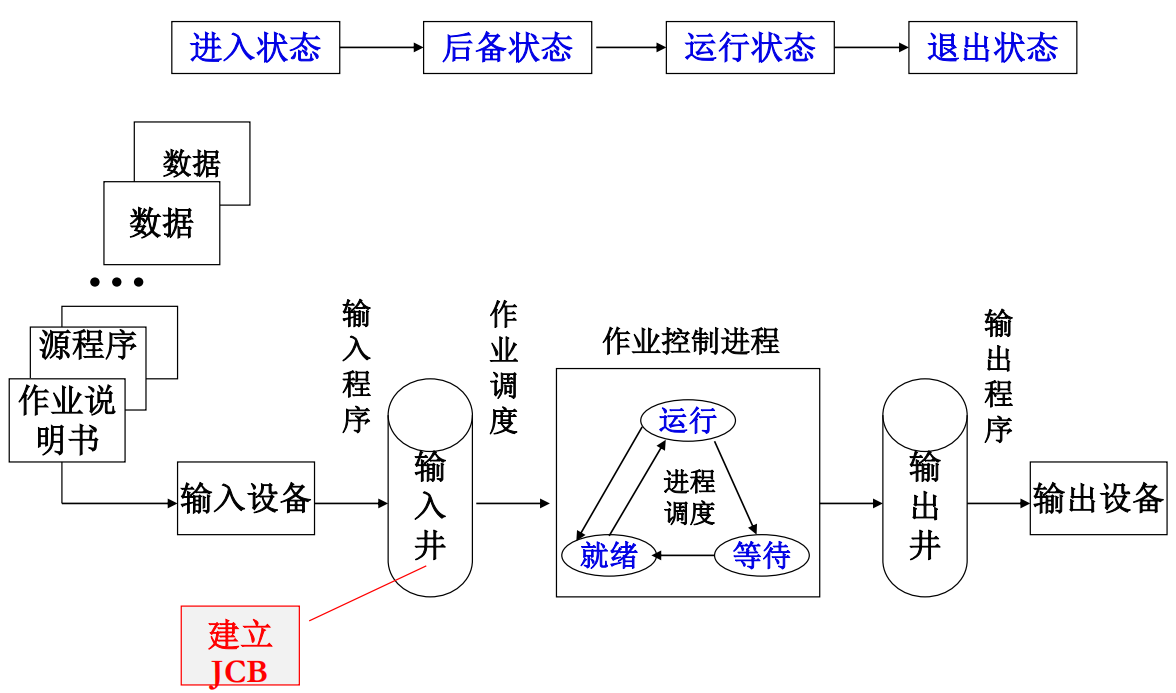 进入状态
后备状态
运行状态
退出状态
数据
数据
•••
源程序
作业说
明书
输入设备
输入程序
输入井
建立
JCB
作业调度
作业控制进程
运行
进程
调度
就绪
等待
输出井
输出程序
输出设备